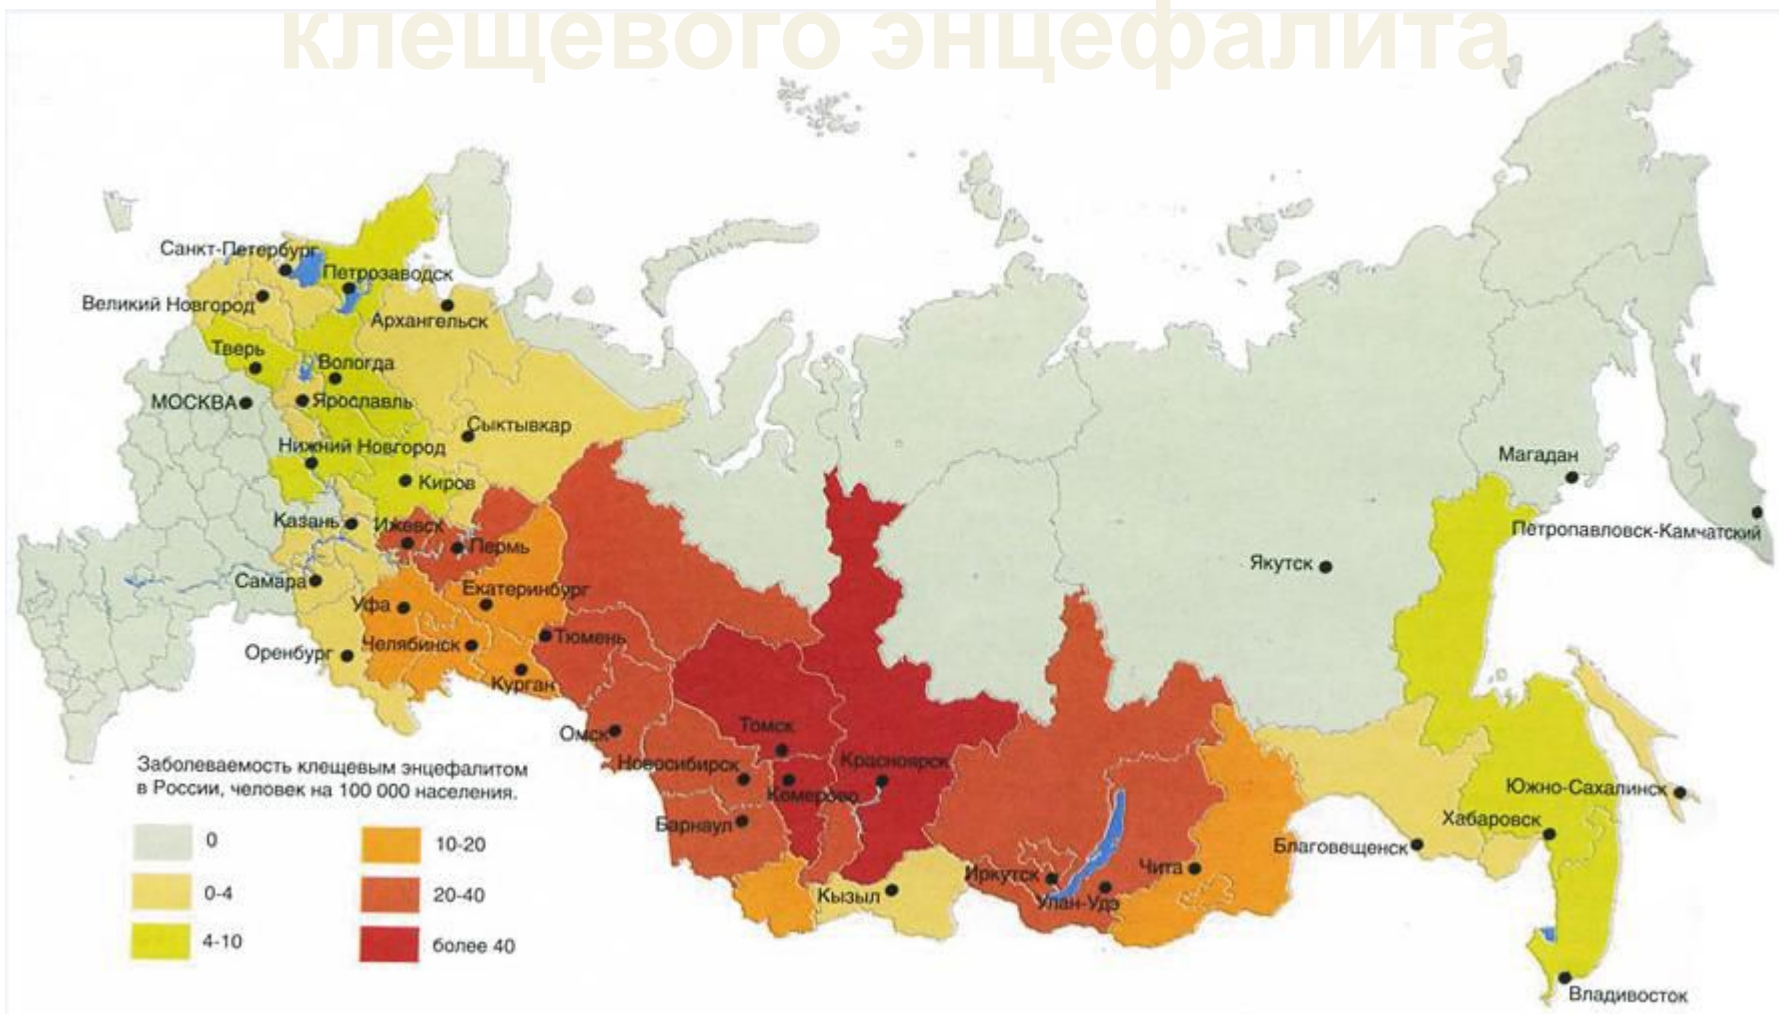 клещевого энцефалита
Санкт-Петербург
Петрозаводск
Великий Новгород
Архангельск
Тверь
Вологда
МОСКВА
Ярославль
Сыктывкар
Нижний Новгород
Киров
Казань
Ижевск
Пермь
Самара
Уфа
Екатеринбург
Оренбург
Челябинск
Тюмень
Курган
Омск
Томск
Новосибирск
Красноярск
Кемерово
Барнаул
Кызыл
Иркутск
Улан-Удэ
Чита
Якутск
Магадан
Петропавловск-Камчатский
Южно-Сахалинск
Хабаровск
Благовещенск
Владивосток
Заболеваемость клещевым энцефалитом
в России, человек на 100 000 населения.
0
0-4
4-10
10-20
20-40
более 40